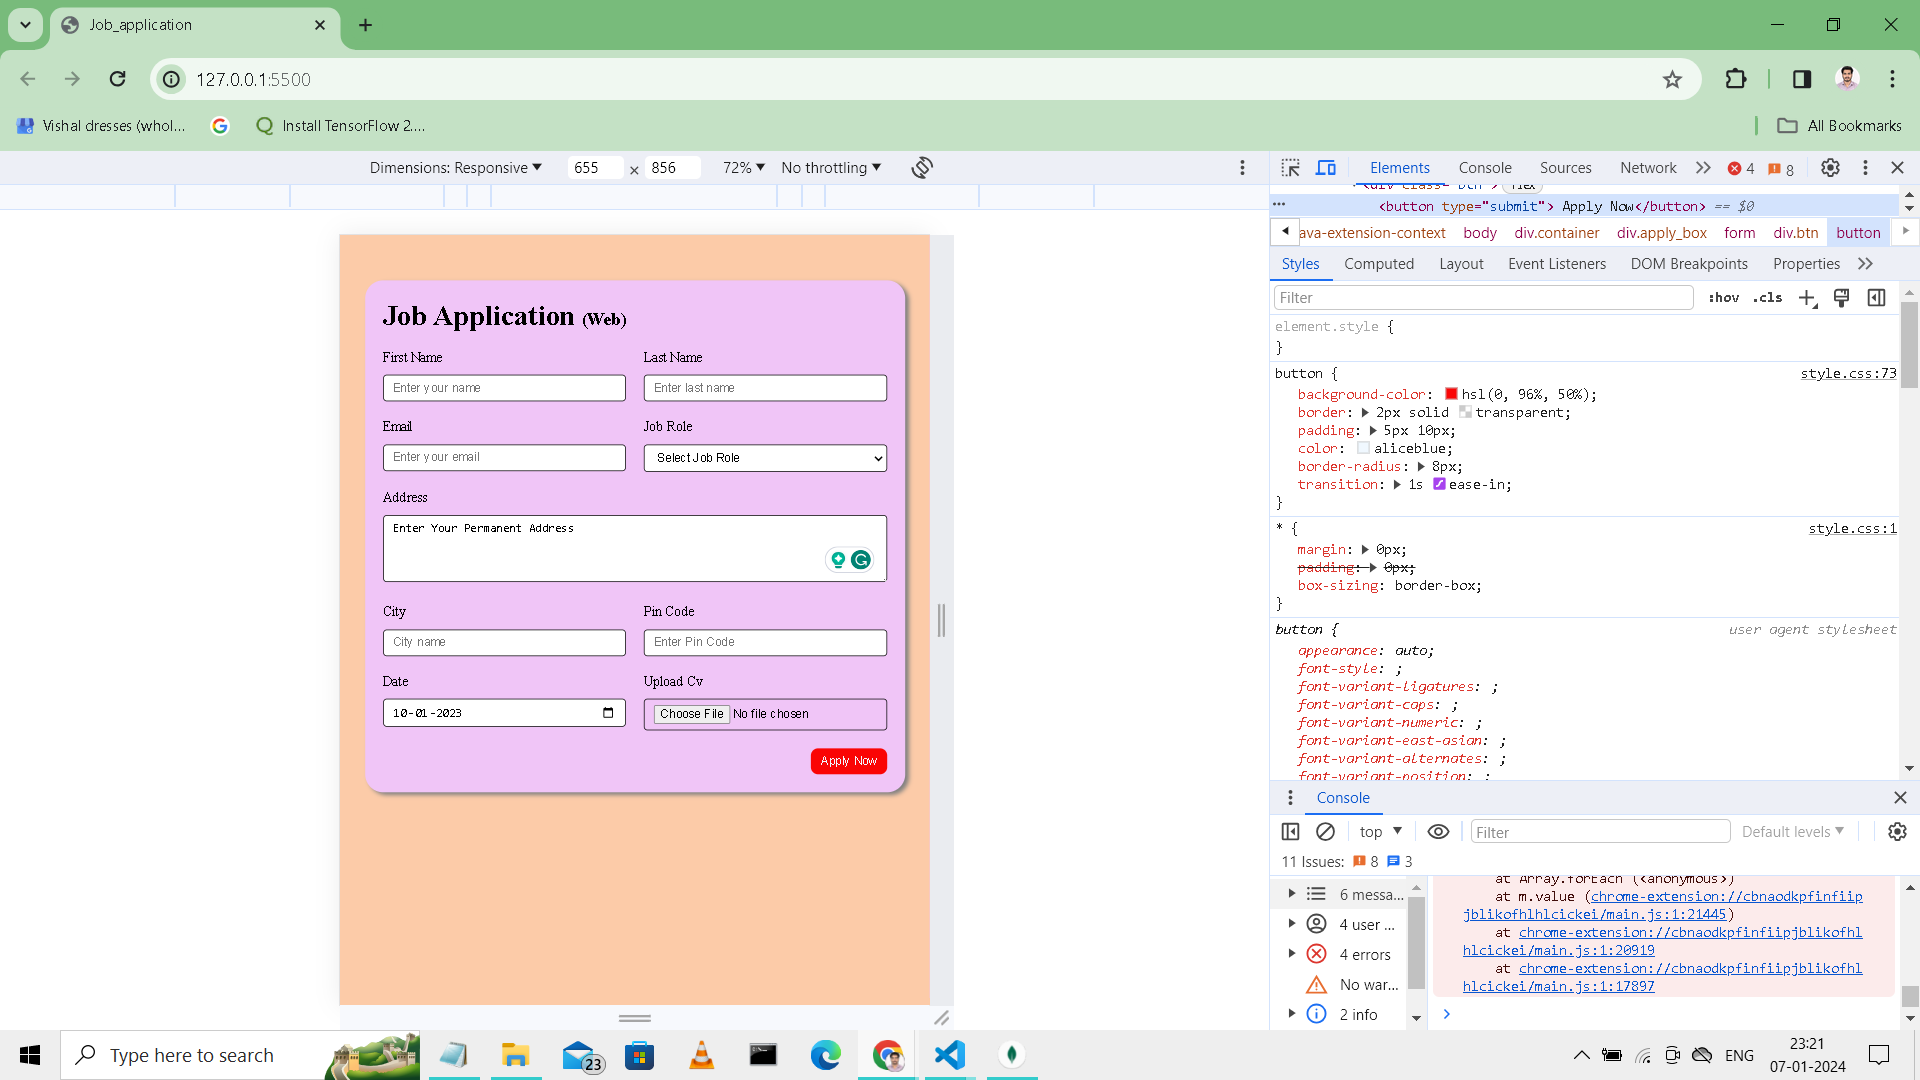 Job_application
127.0.0.1:5500
Vishal dresses (whol...
Install TensorFlow 2....
All Bookmarks
Dimensions: Responsive
655 × 856
72%
No throttling
Elements Console Sources Network
4
8
<button type="submit"> Apply Now</button> == $0
ava-extension-context body div.container div.apply_box form div.btn button
Styles Computed Layout Event Listeners DOM Breakpoints Properties
Filter
:hov .cls
element.style {
}
button {
style.css:73
background-color: hsl(0, 96%, 50%);
border: 2px solid transparent;
padding: 5px 10px;
color: aliceblue;
border-radius: 8px;
transition: 1s ease-in;
}
* {
style.css:1
margin: 0px;
padding: 0px;
box-sizing: border-box;
}
button {
user agent stylesheet
appearance: auto;
font-style: ;
font-variant-ligatures: ;
font-variant-caps: ;
font-variant-numeric: ;
font-variant-east-asian: ;
font-variant-alternates: ;
font-variant-position: ;
Job Application (Web)
First Name
Last Name
Enter your name
Enter last name
Email
Job Role
Enter your email
Select Job Role
Address
Enter Your Permanent Address
City
Pin Code
City name
Enter Pin Code
Date
Upload Cv
10-01-2023
Choose File No file chosen
Apply Now
Console
top
Filter
Default levels
11 Issues: 8 3
6 messa...
4 user ...
4 errors
No war...
2 info
at Array.forEach (<anonymous>)
at m.value (chrome-extension://cbnaodkpfinfiip
jblikofhlhlcickei/main.js:1:21445)
at chrome-extension://cbnaodkpfinfiipjblikofhl
hlcickei/main.js:1:20919
at chrome-extension://cbnaodkpfinfiipjblikofhl
hlcickei/main.js:1:17897
Type here to search
23
ENG
23:21
07-01-2024